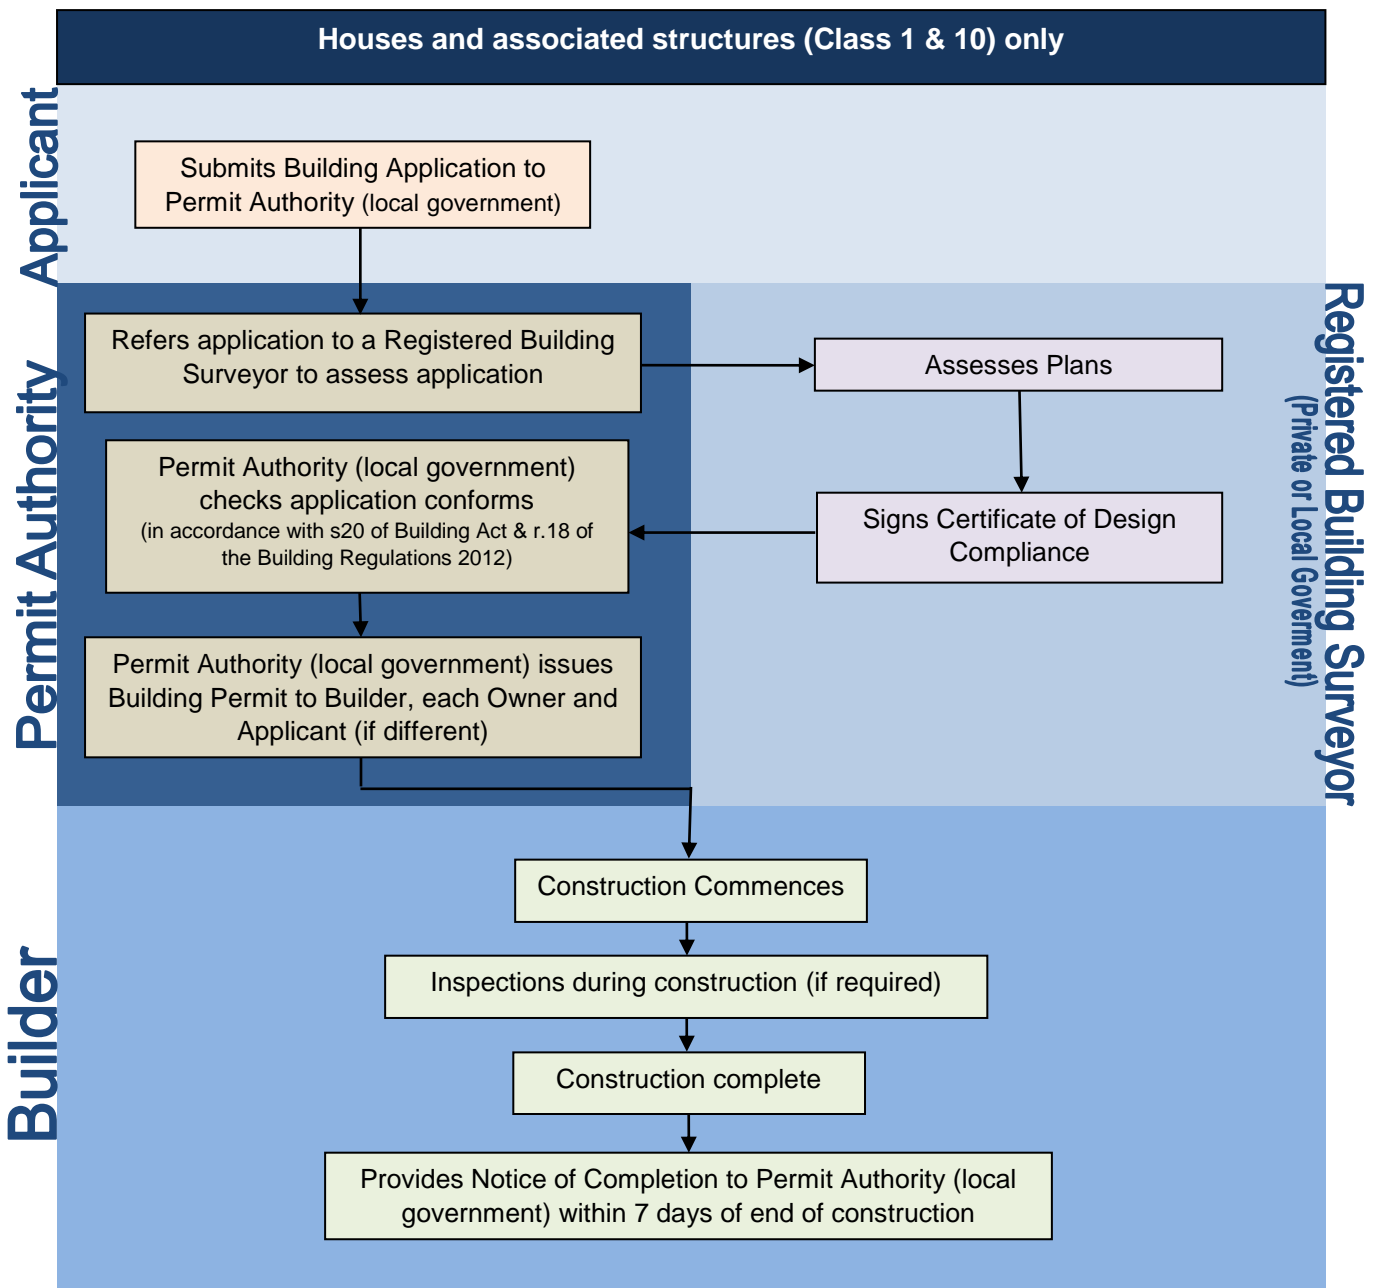 Houses and associated structures (Class 1 & 10) only
Applicant
Submits Building Application to
Permit Authority (local government)
Permit Authority
Refers application to a Registered Building
Surveyor to assess application
Assesses Plans
Registered Building Surveyor
(Private or Local Goverment)
Permit Authority (local government)
checks application conforms
(in accordance with s20 of Building Act & r.18 of
the Building Regulations 2012)
Signs Certificate of Design
Compliance
Permit Authority (local government) issues
Building Permit to Builder, each Owner and
Applicant (if different)
Builder
Construction Commences
Inspections during construction (if required)
Construction complete
Provides Notice of Completion to Permit Authority (local
government) within 7 days of end of construction